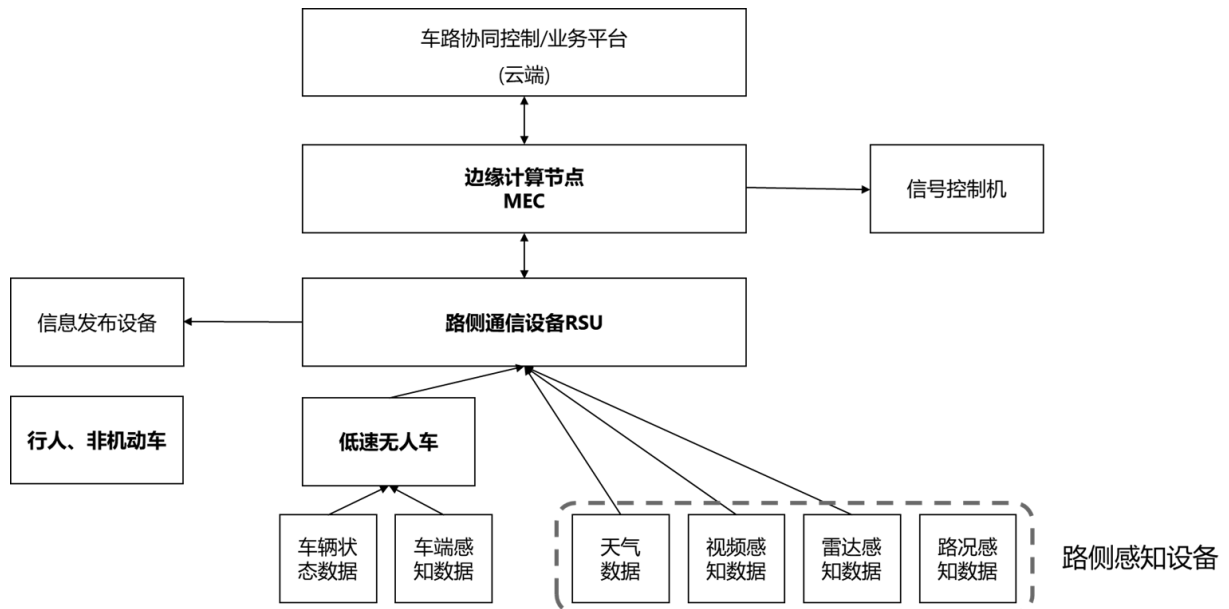 车路协同控制/业务平台
(云端)
边缘计算节点
MEC
信号控制机
信息发布设备
路侧通信设备RSU
行人、非机动车
低速无人车
车辆状
态数据
车端感
知数据
天气
数据
视频感
知数据
雷达感
知数据
路况感
知数据
路侧感知设备